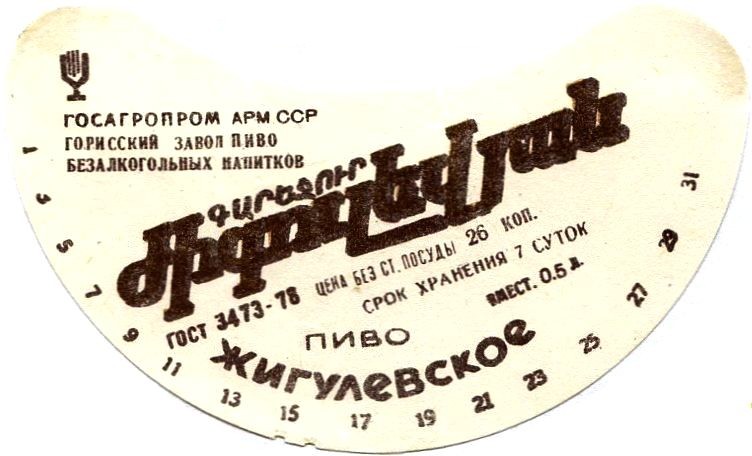 ГОСАГРОПРОМ АРМ ССР
ГОРИССКИЙ ЗАВОД ПИВО
БЕЗАЛКОГОЛЬНЫХ НАПИТКОВ
ԳԱՐԵՋՈՒՐ
Ժիգուլևսկան
ГОСТ 3473-78 ЦЕНА БЕЗ СТ. ПОСУДЫ 26 КОП.
СРОК ХРАНЕНИЯ 7 СУТОК
ВМЕСТ. 0.5 Л.
ПИВО
ЖИГУЛЕВСКОЕ
1 3 5 7 9 11 13 15 17 19 21 23 25 27 29 31